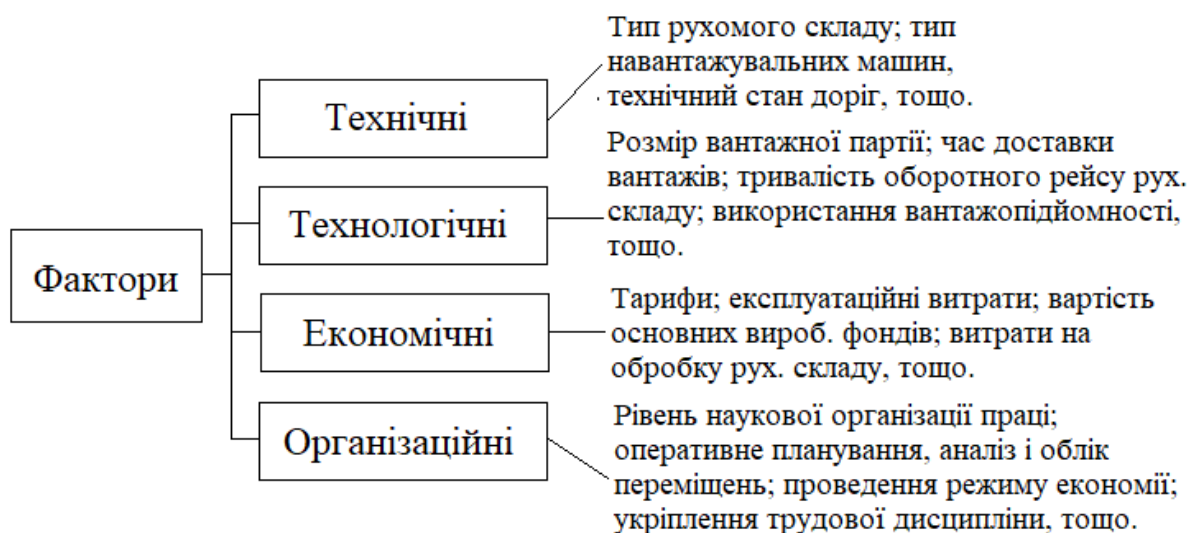 Фактори
Технічні
Тип рухомого складу; тип
навантажувальних машин,
технічний стан доріг, тощо.
Технологічні
Розмір вантажної партії; час доставки
вантажів; тривалість оборотного рейсу рух.
складу; використання вантажопідйомності,
тощо.
Економічні
Тарифи; експлуатаційні витрати; вартість
основних вироб. фондів; витрати на
обробку рух. складу, тощо.
Організаційні
Рівень наукової організації праці;
оперативне планування, аналіз і облік
переміщень; проведення режиму економії;
укріплення трудової дисципліни, тощо.